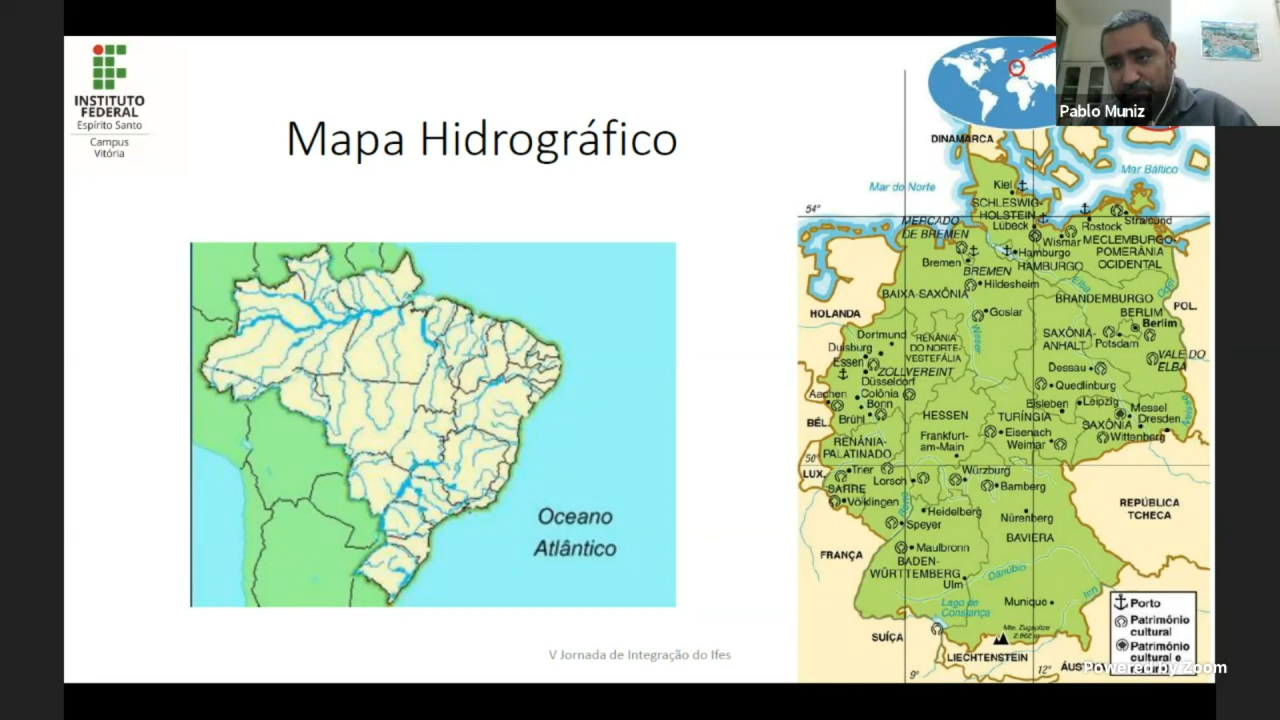 INSTITUTO
FEDERAL
Espírito Santo
Campus
Vitória
Mapa Hidrográfico
Oceano
Atlântico
V Jornada de Integração do Ifes
Pablo Muniz
DINAMARCA
Mar Báltico
Mar do Norte
Kiel
54°
SCHLESWIG-
HOLSTEIN
Lübeck
Rostock
Stralsund
MERCADO
DE BREMEN
Wismar
MECLEMBURGO-
POMERÂNIA
OCIDENTAL
Hamburgo
HAMBURGO
Bremen
BREMEN
Hildesheim
Elba
BAIXA-SAXÔNIA
BRANDEMBURGO
HOLANDA
Goslar
BERLIM
Berlim
POL.
Dortmund
Duisburg
RENÂNIA
DO NORTE-
VESTEFÁLIA
Weser
SAXÔNIA-
ANHALT
Potsdam
Essen
ZOLLVEREINT
VALE DO
ELBA
Dessau
Düsseldorf
Quedlinburg
Aachen
Colônia
Bonn
Eisleben
Leipzig
Messel
Dresden
BÉL.
Brühl
HESSEN
TURÍNGIA
SAXÔNIA
Wittenberg
RENÂNIA-
PALATINADO
Frankfurt-
am-Main
Eisenach
Weimar
50°
LUX.
Trier
Lorsch
Würzburg
Bamberg
SARRE
Völklingen
Heidelberg
Nürenberg
REPÚBLICA
TCHECA
Speyer
BAVIERA
FRANÇA
Maulbronn
BADEN-
WÜRTTEMBERG
Danúbio
Ulm
Inn
Lago de
Constança
Munique
SUÍÇA
LIECHTENSTEIN
9°
12°
Porto
Patrimônio
cultural
Patrimônio
cultural e
Powered by Zoom